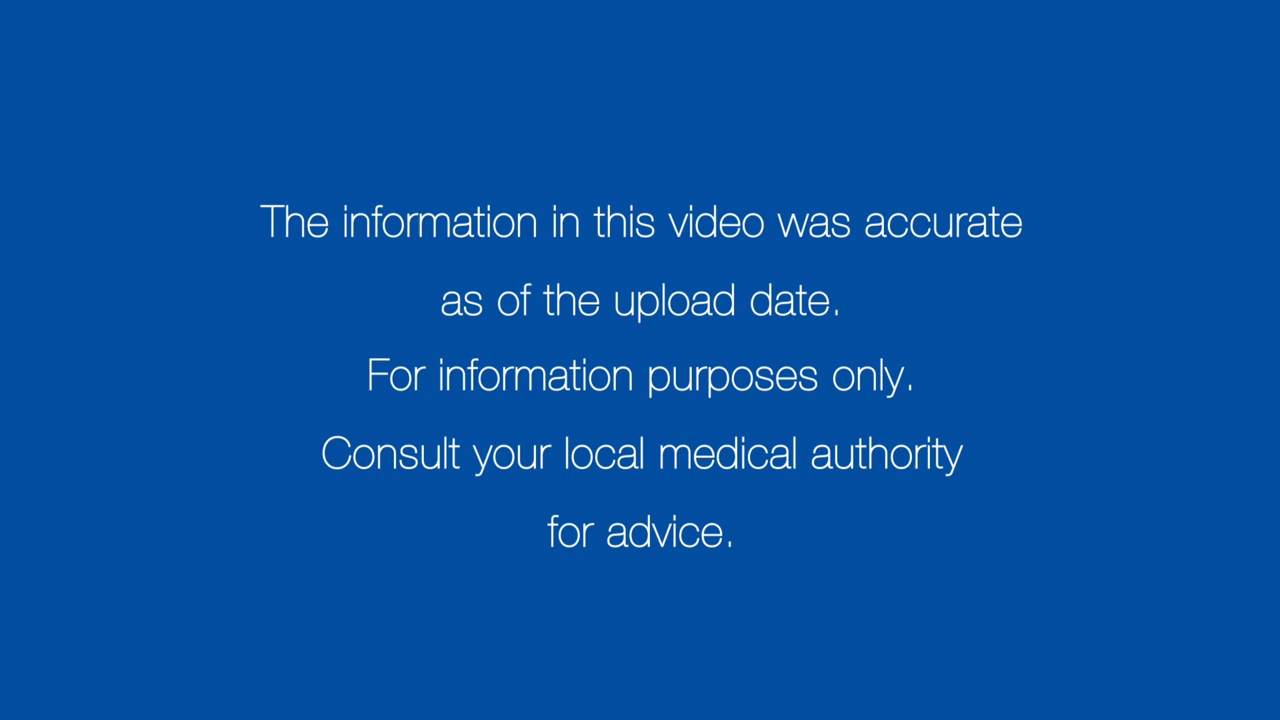 The information in this video was accurate
as of the upload date.
For information purposes only.
Consult your local medical authority
for advice.